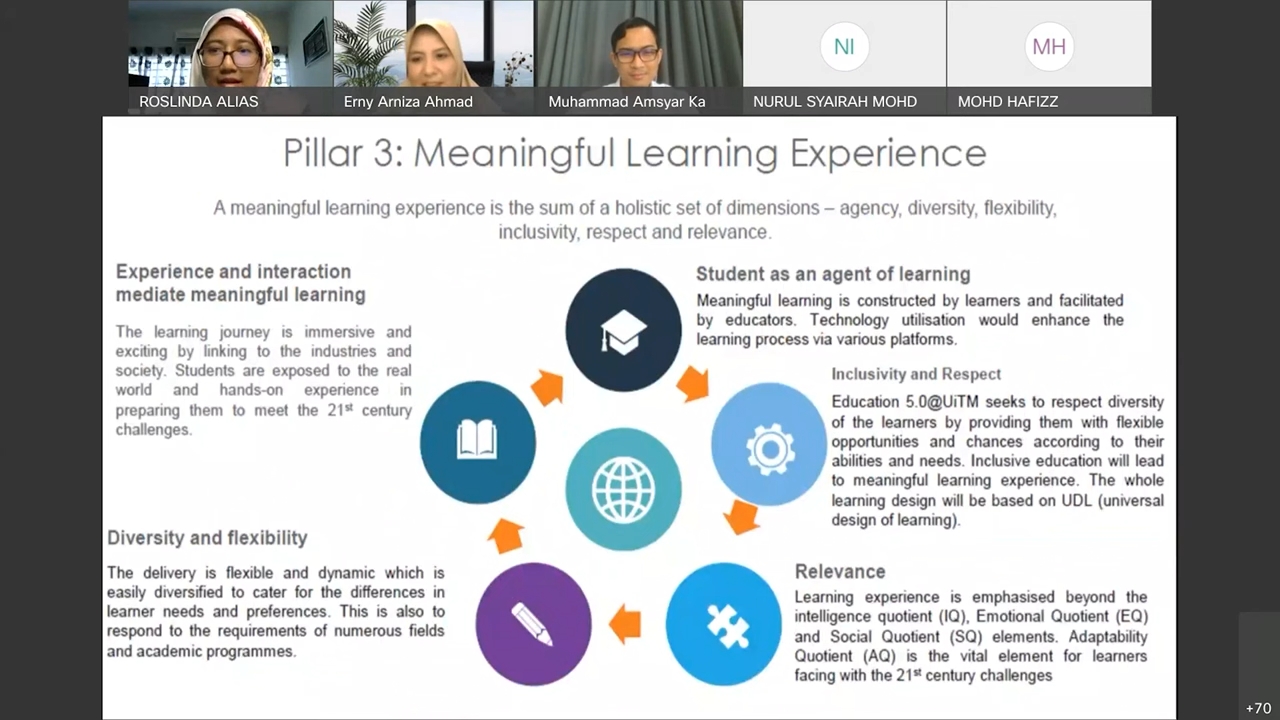 NI
MH
ROSLINDA ALIAS
Erny Arniza Ahmad
Muhammad Amsyar Ka
NURUL SYAIRAH MOHD
MOHD HAFIZZ
Pillar 3: Meaningful Learning Experience
A meaningful learning experience is the sum of a holistic set of dimensions – agency, diversity, flexibility,
inclusivity, respect and relevance.
Experience and interaction
mediate meaningful learning
The learning journey is immersive and
exciting by linking to the industries and
society. Students are exposed to the real
world and hands-on experience in
preparing them to meet the 21st century
challenges.
Student as an agent of learning
Meaningful learning is constructed by learners and facilitated
by educators. Technology utilisation would enhance the
learning process via various platforms.
Inclusivity and Respect
Education 5.0@UiTM seeks to respect diversity
of the learners by providing them with flexible
opportunities and chances according to their
abilities and needs. Inclusive education will lead
to meaningful learning experience. The whole
learning design will be based on UDL (universal
design of learning).
Diversity and flexibility
The delivery is flexible and dynamic which is
easily diversified to cater for the differences in
learner needs and preferences. This is also to
respond to the requirements of numerous fields
and academic programmes.
Relevance
Learning experience is emphasised beyond the
intelligence quotient (IQ), Emotional Quotient (EQ)
and Social Quotient (SQ) elements. Adaptability
Quotient (AQ) is the vital element for learners
facing with the 21st century challenges
+70